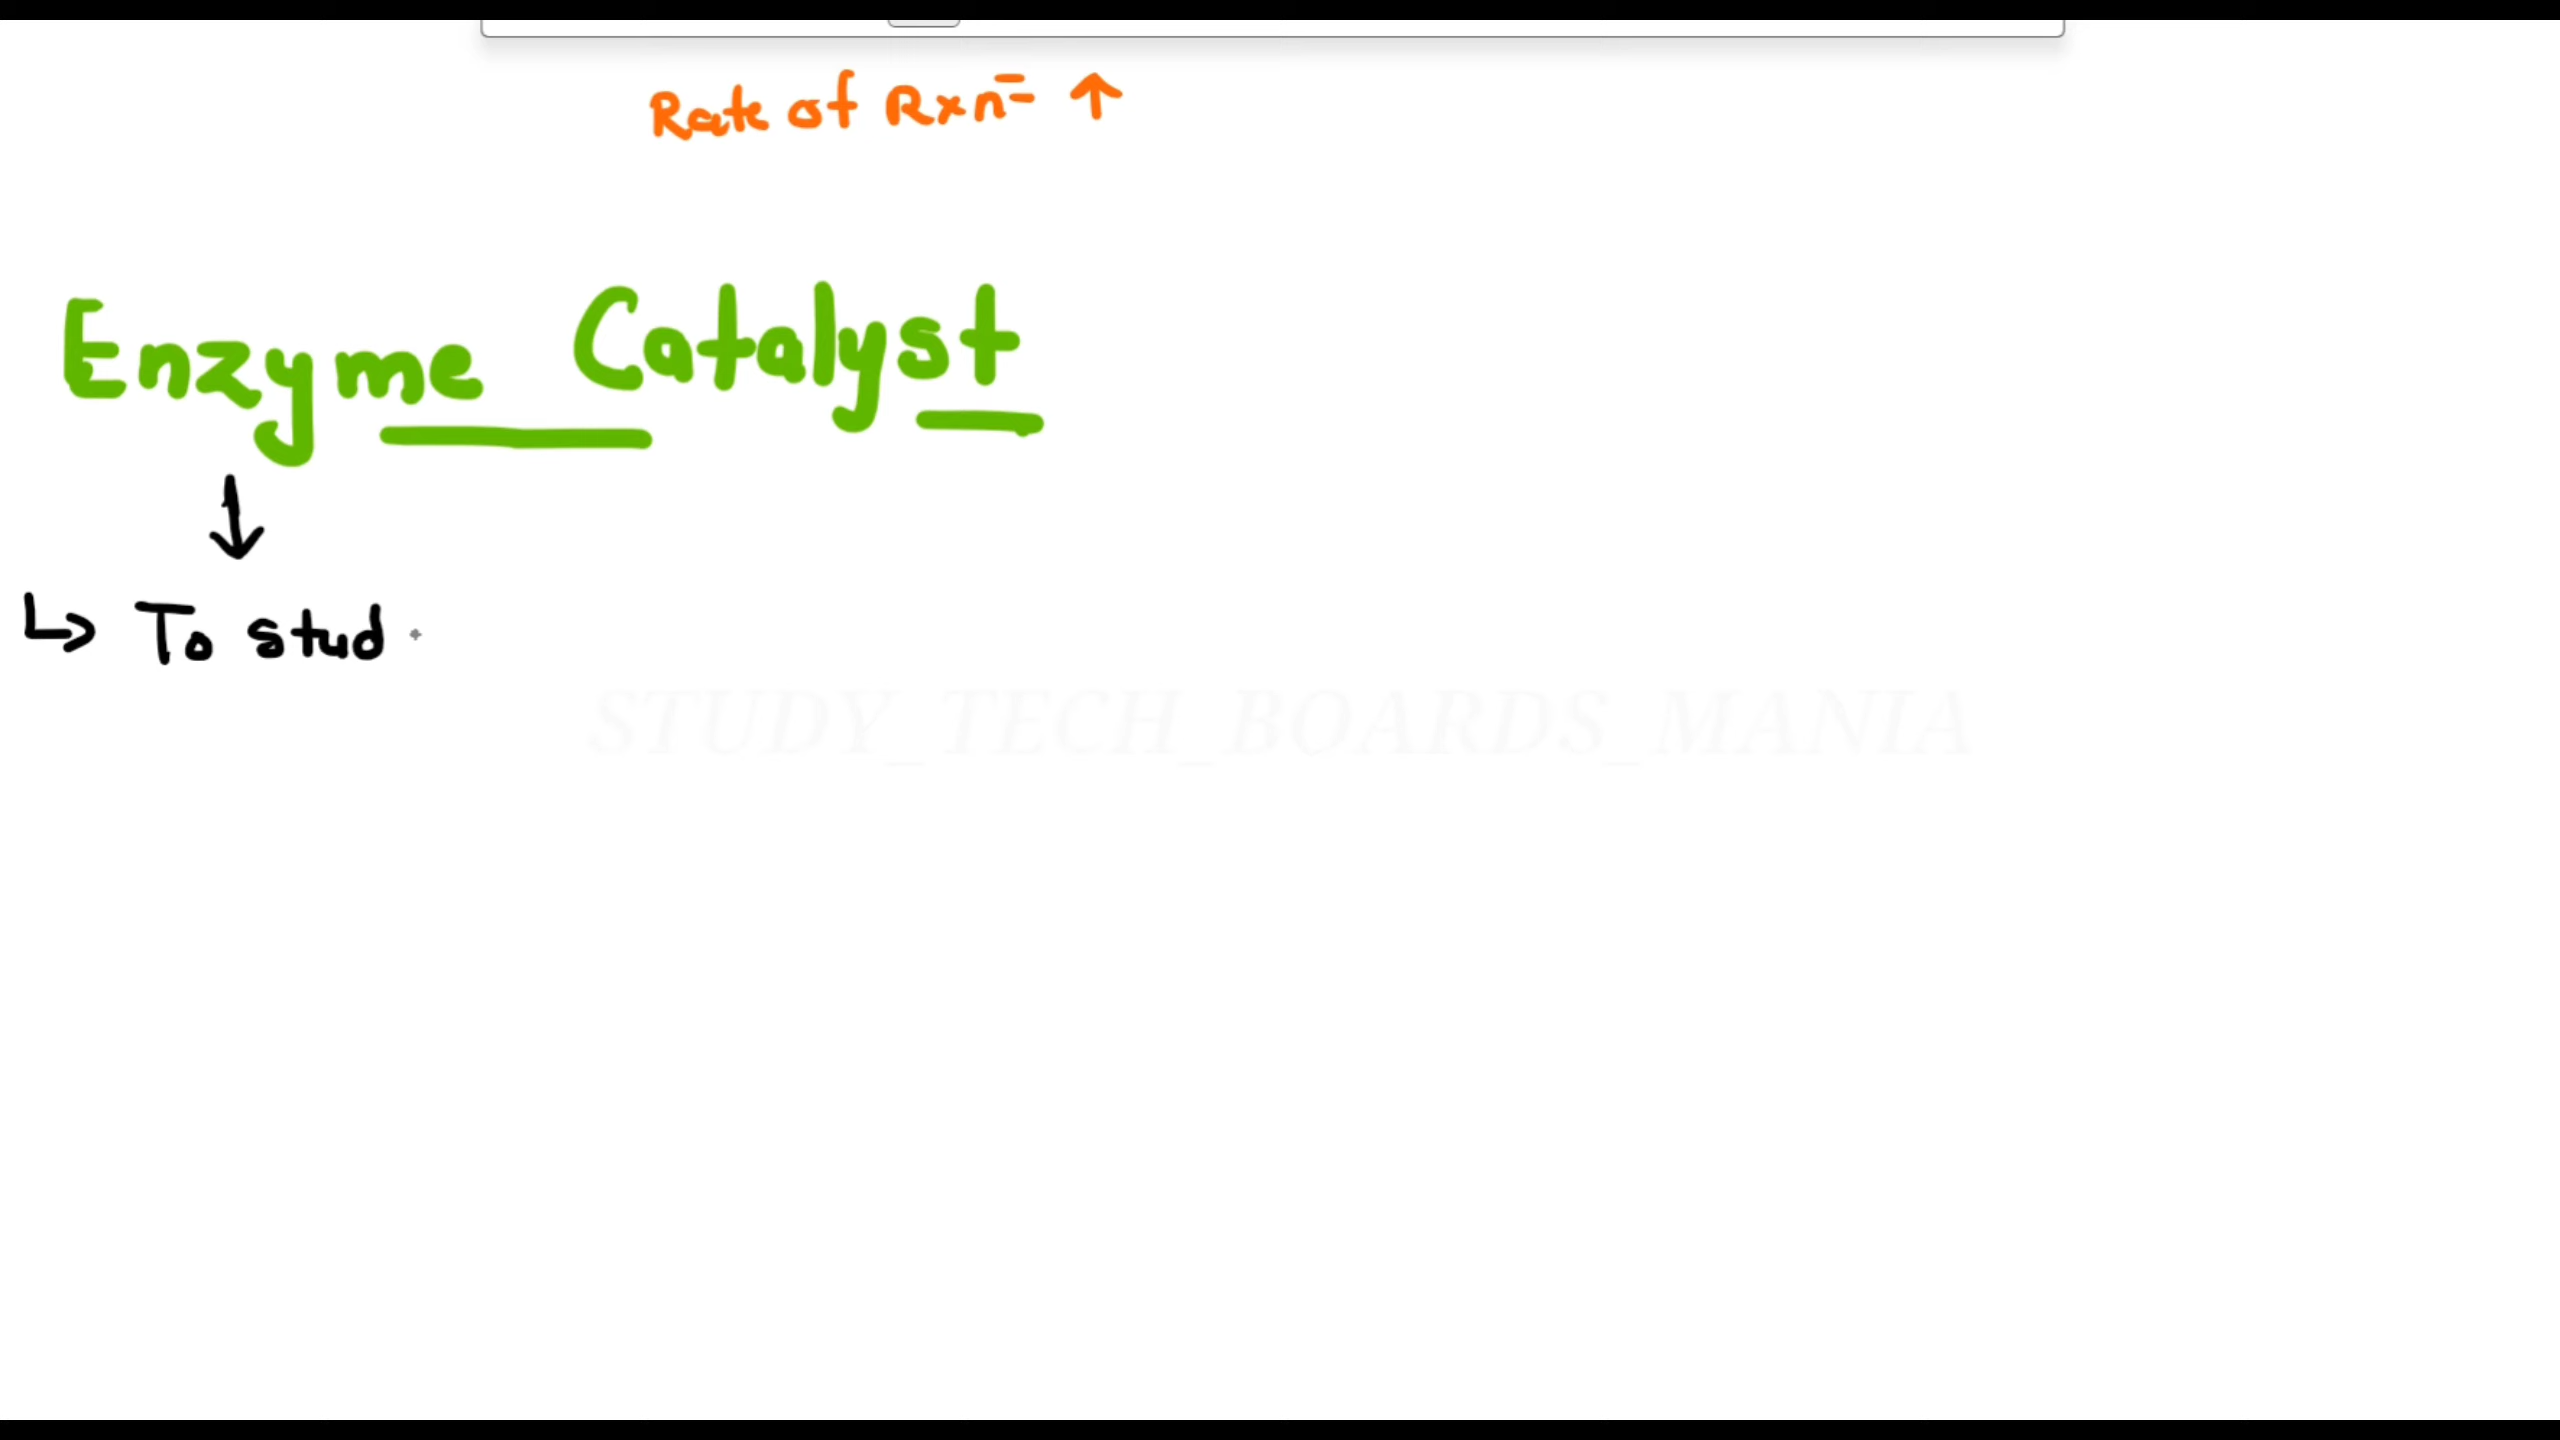 Rate of Rxn ↑
Enzyme Catalyst
↓
↳ To stud
STUDY_TECH_BOARDS_MANIA